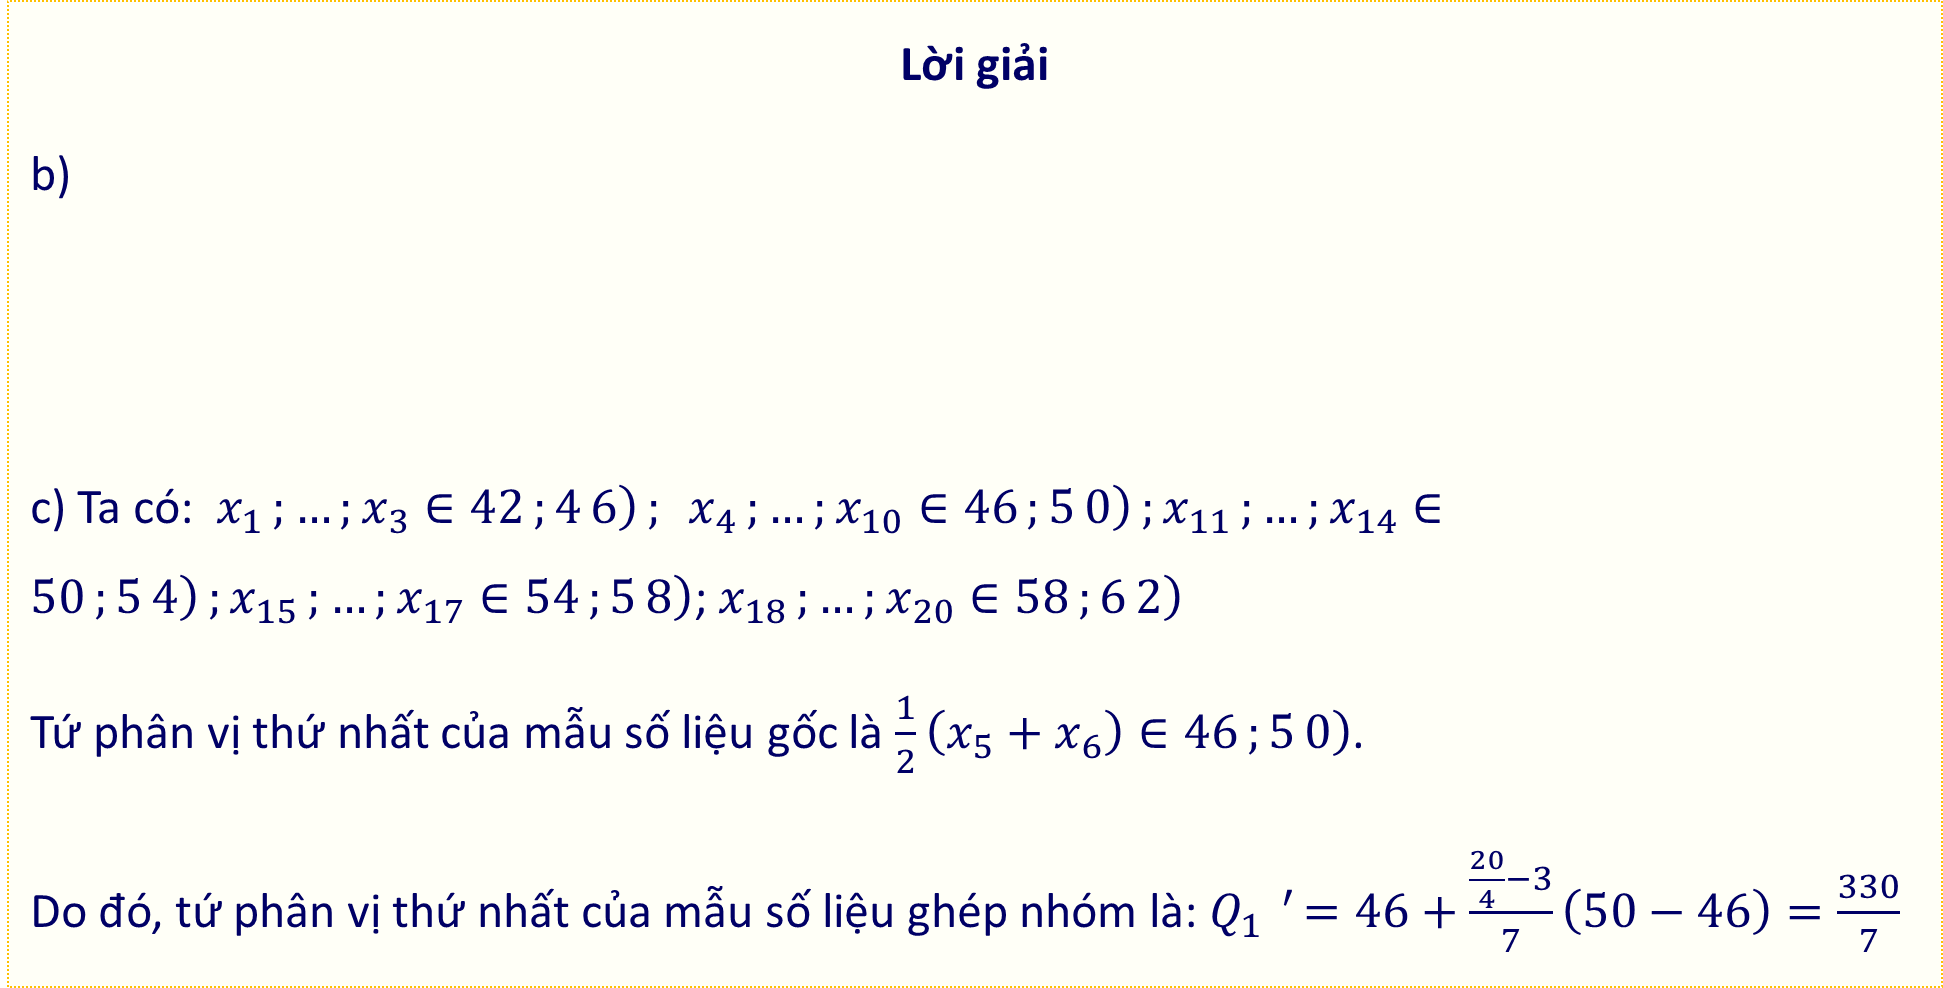 Lời giải
b)
c) Ta có: x₁ ; … ; x₃ ∈ 42 ; 4 6) ; x₄ ; … ; x₁₀ ∈ 46 ; 5 0) ; x₁₁ ; … ; x₁₄ ∈
50 ; 5 4) ; x₁₅ ; … ; x₁₇ ∈ 54 ; 5 8); x₁₈ ; … ; x₂₀ ∈ 58 ; 6 2)
Tứ phân vị thứ nhất của mẫu số liệu gốc là 1/2 (x₅ + x₆) ∈ 46 ; 5 0).
Do đó, tứ phân vị thứ nhất của mẫu số liệu ghép nhóm là: Q₁ ′ = 46 + (20/4 − 3)/7 (50 − 46) = 330/7